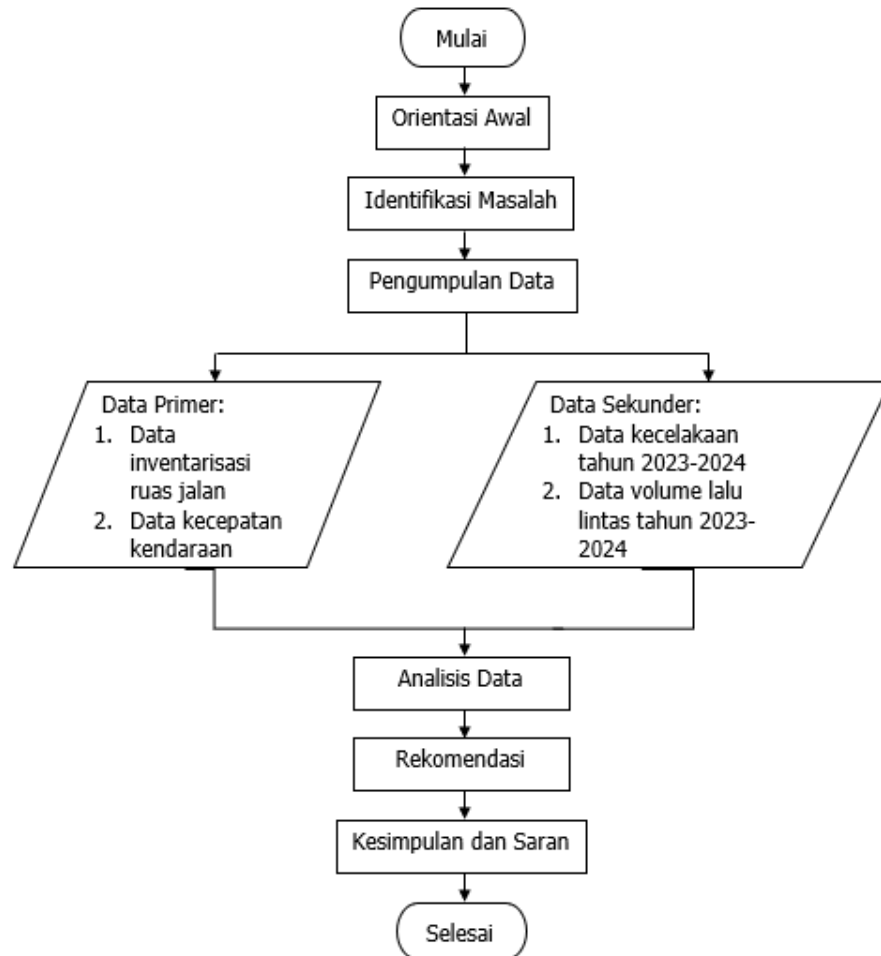 Mulai
Orientasi Awal
Identifikasi Masalah
Pengumpulan Data
Data Primer:
1. Data
inventarisasi
ruas jalan
2. Data kecepatan
kendaraan
Data Sekunder:
1. Data kecelakaan
tahun 2023-2024
2. Data volume lalu
lintas tahun 2023-
2024
Analisis Data
Rekomendasi
Kesimpulan dan Saran
Selesai